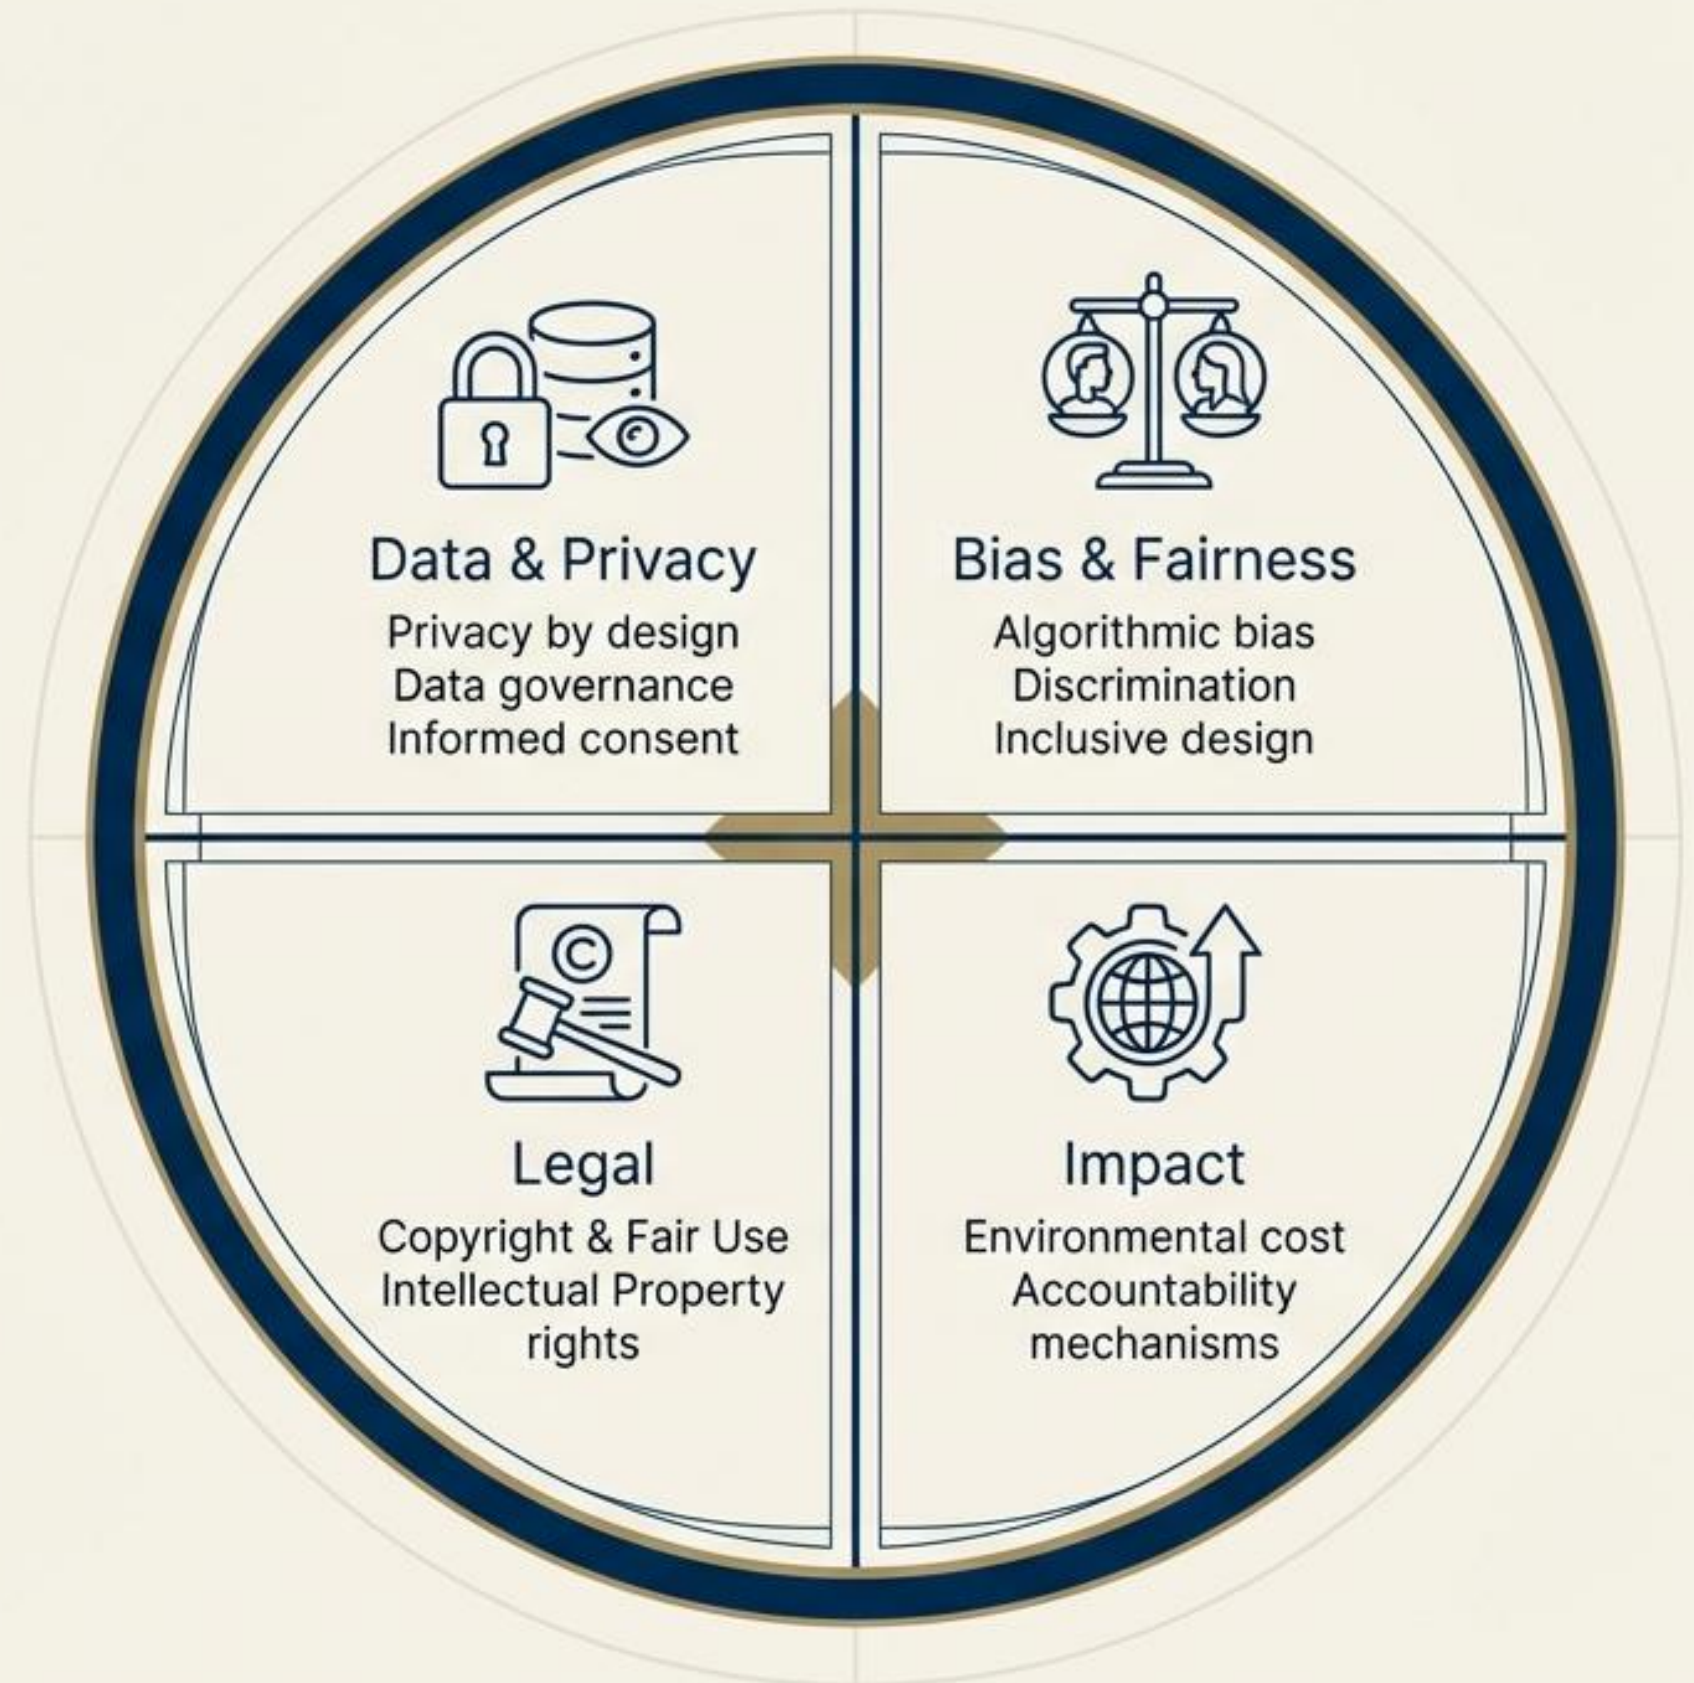 Data & Privacy
Privacy by design
Data governance
Informed consent
Bias & Fairness
Algorithmic bias
Discrimination
Inclusive design
©
Legal
Copyright & Fair Use
Intellectual Property
rights
Impact
Environmental cost
Accountability
mechanisms